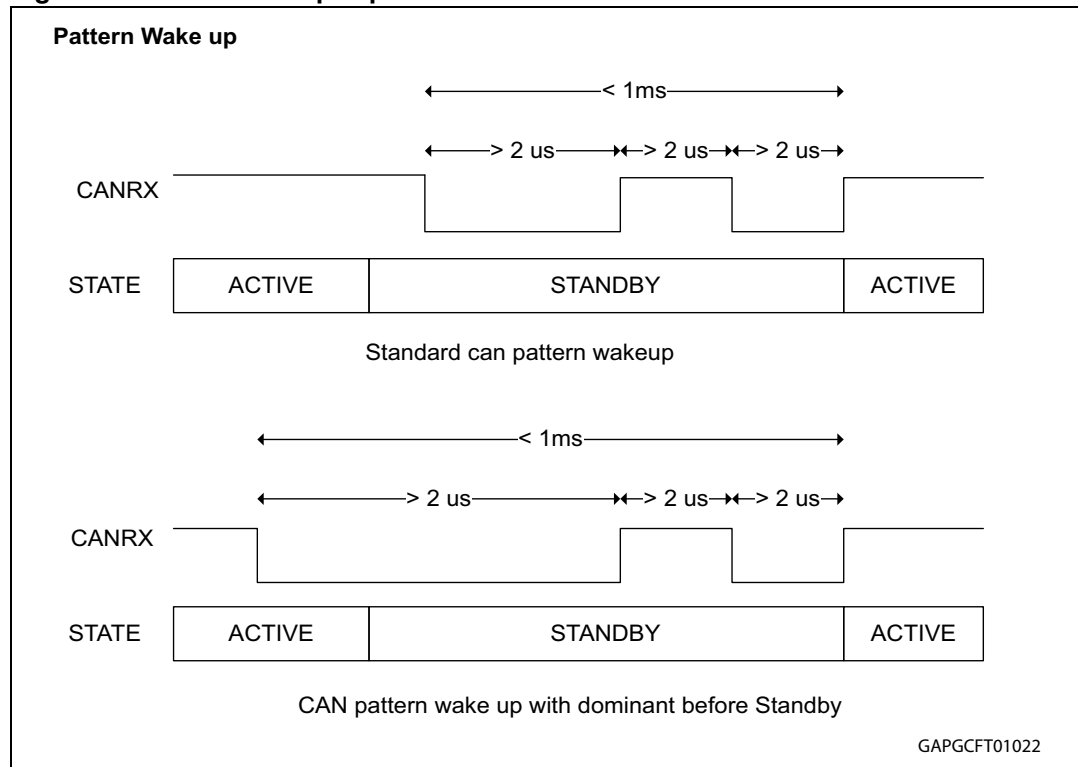 Pattern Wake up
< 1ms
> 2 us > 2 us > 2 us
CANRX
STATE ACTIVE STANDBY ACTIVE
Standard can pattern wakeup
< 1ms
> 2 us > 2 us > 2 us
CANRX
STATE ACTIVE STANDBY ACTIVE
CAN pattern wake up with dominant before Standby
GAPGCFT01022